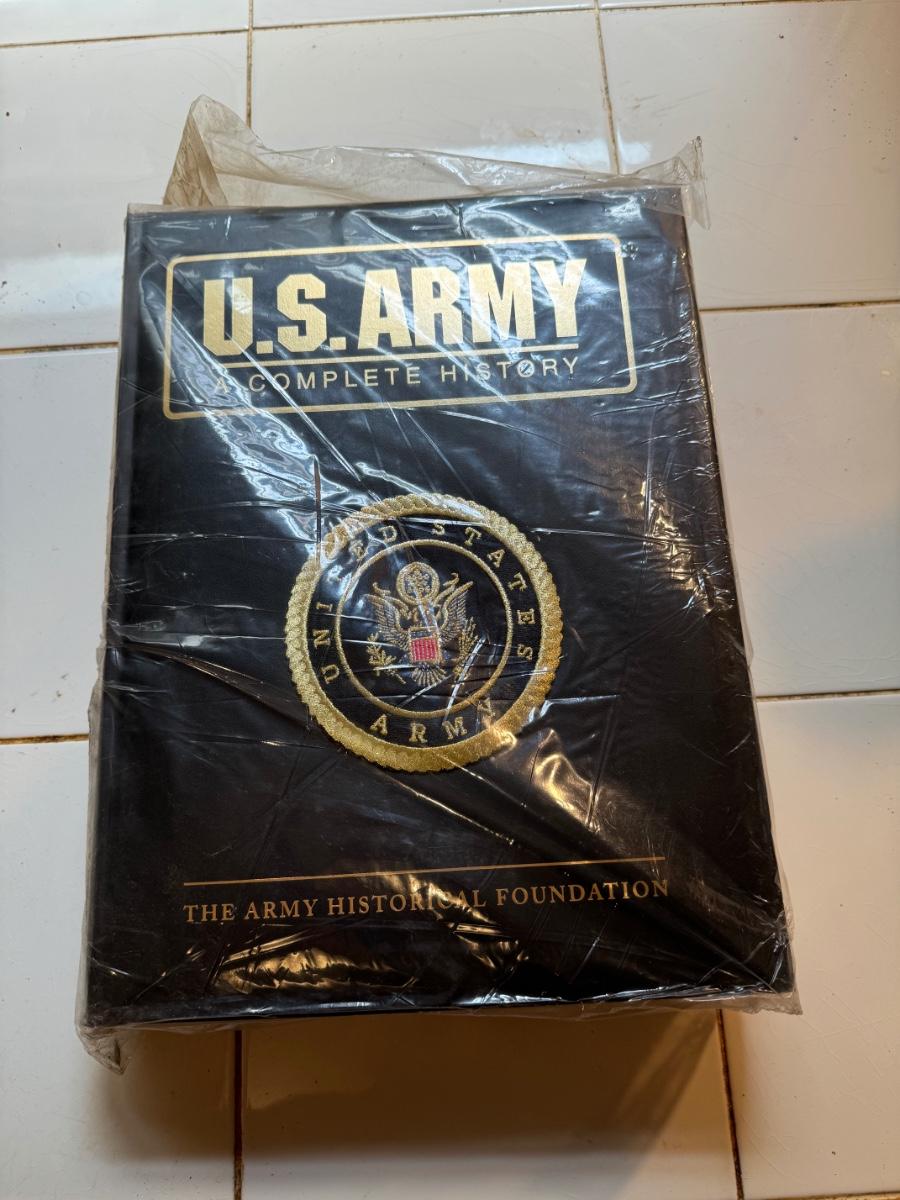 U.S. ARMY
A COMPLETE HISTORY
UNITED STATES
ARMY
THE ARMY HISTORICAL FOUNDATION